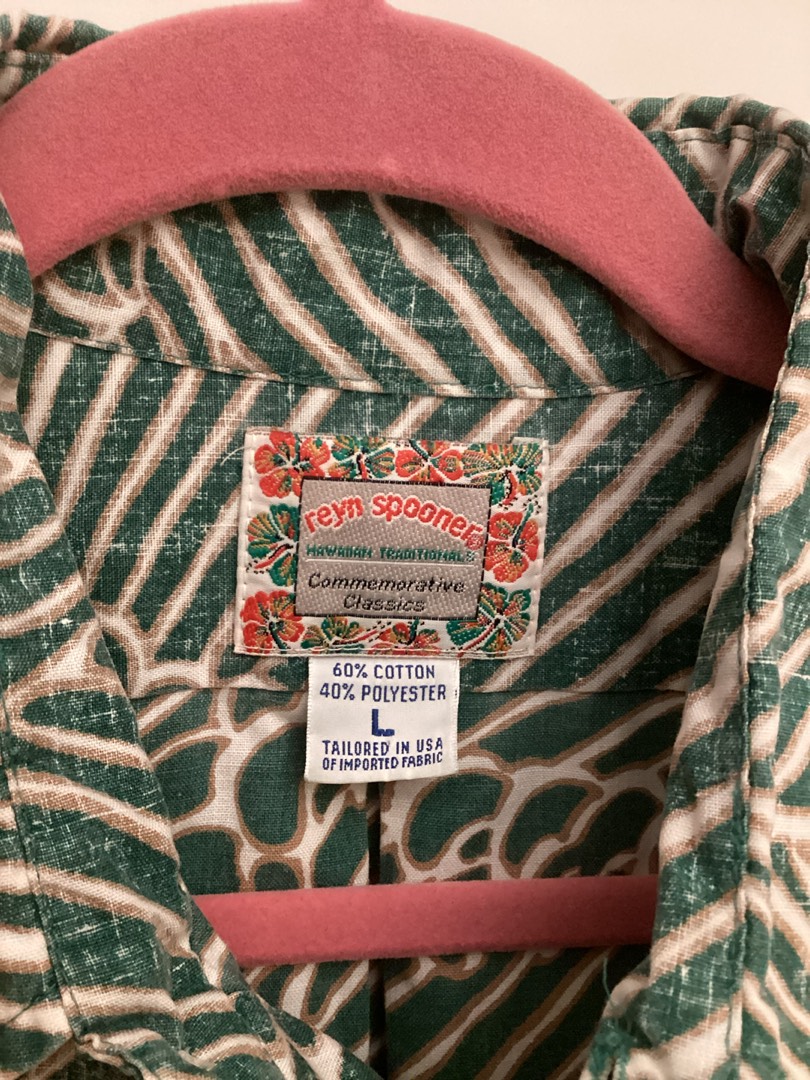 reyn spooner®
HAWAIIAN TRADITIONALS
Commemorative
Classics
60% COTTON
40% POLYESTER
L
TAILORED IN USA
OF IMPORTED FABRIC